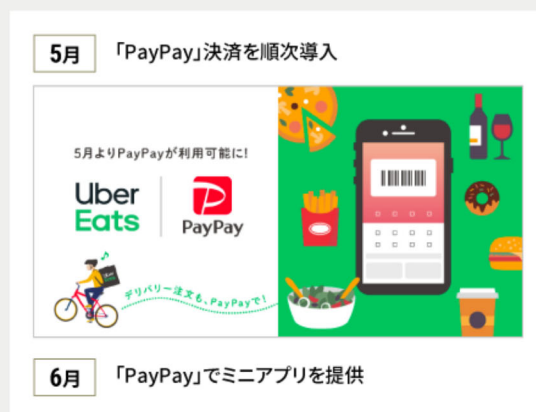 5月
「PayPay」決済を順次導入
5月よりPayPayが利用可能に!
Uber
Eats
PayPay
デリバリー注文も、PayPayで!
6月
「PayPay」でミニアプリを提供